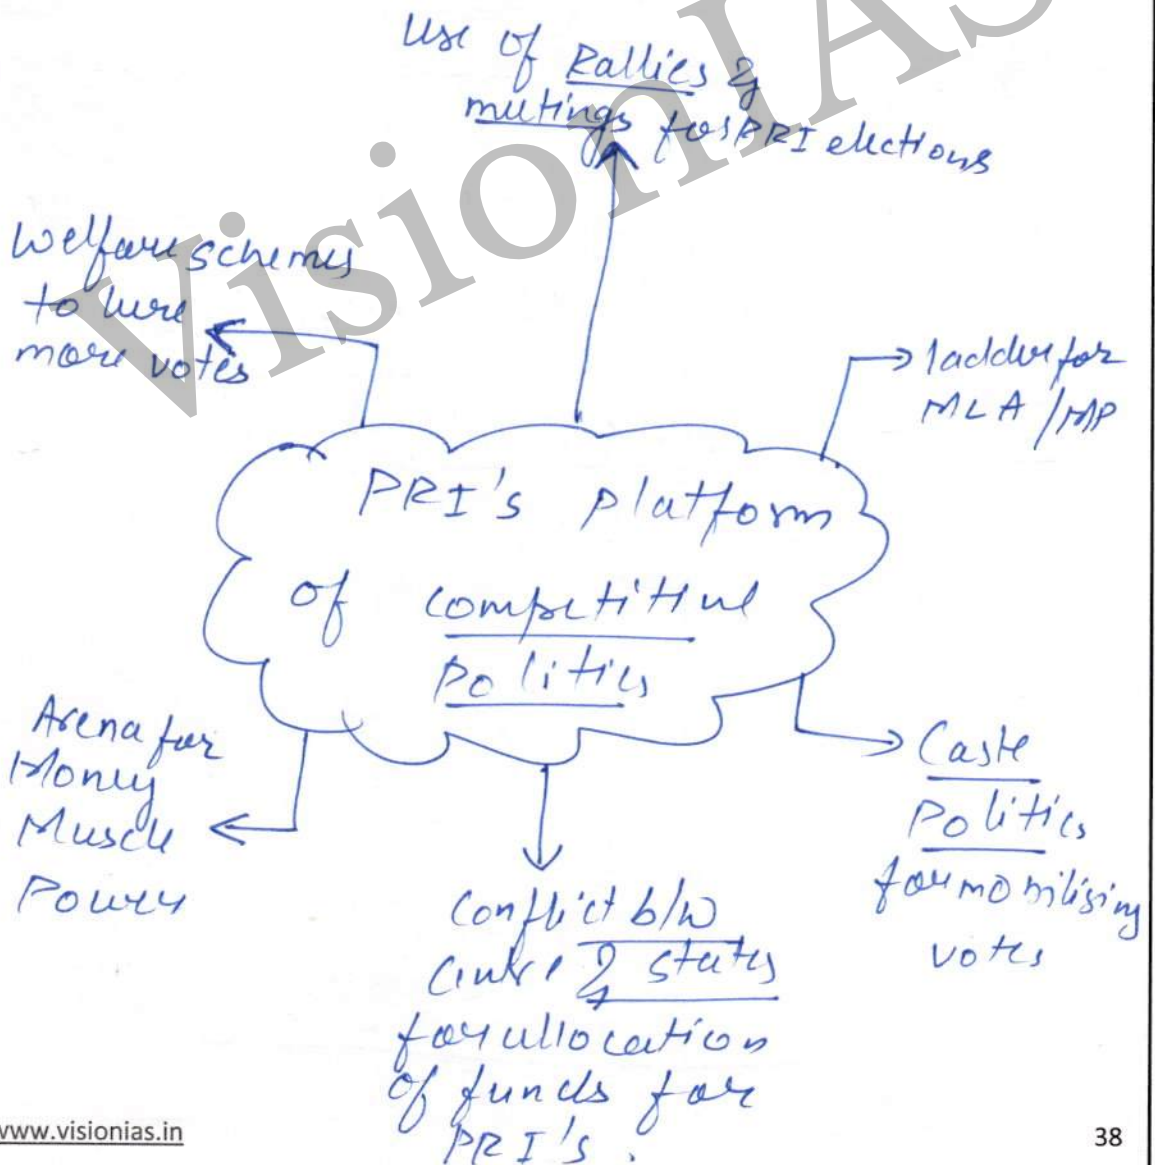 Use of Rallies &
meetings for PRI elections
Welfare schemes
to lure
more votes
ladder for
MLA / MP
PRI's platform
of competitive
Politics
Arena for
Money
Muscle
Power
Conflict b/w
Centre & states
for allocation
of funds for
PRI's.
Caste
Politics
for mobilising
votes
VisionIAS
www.visionias.in
38